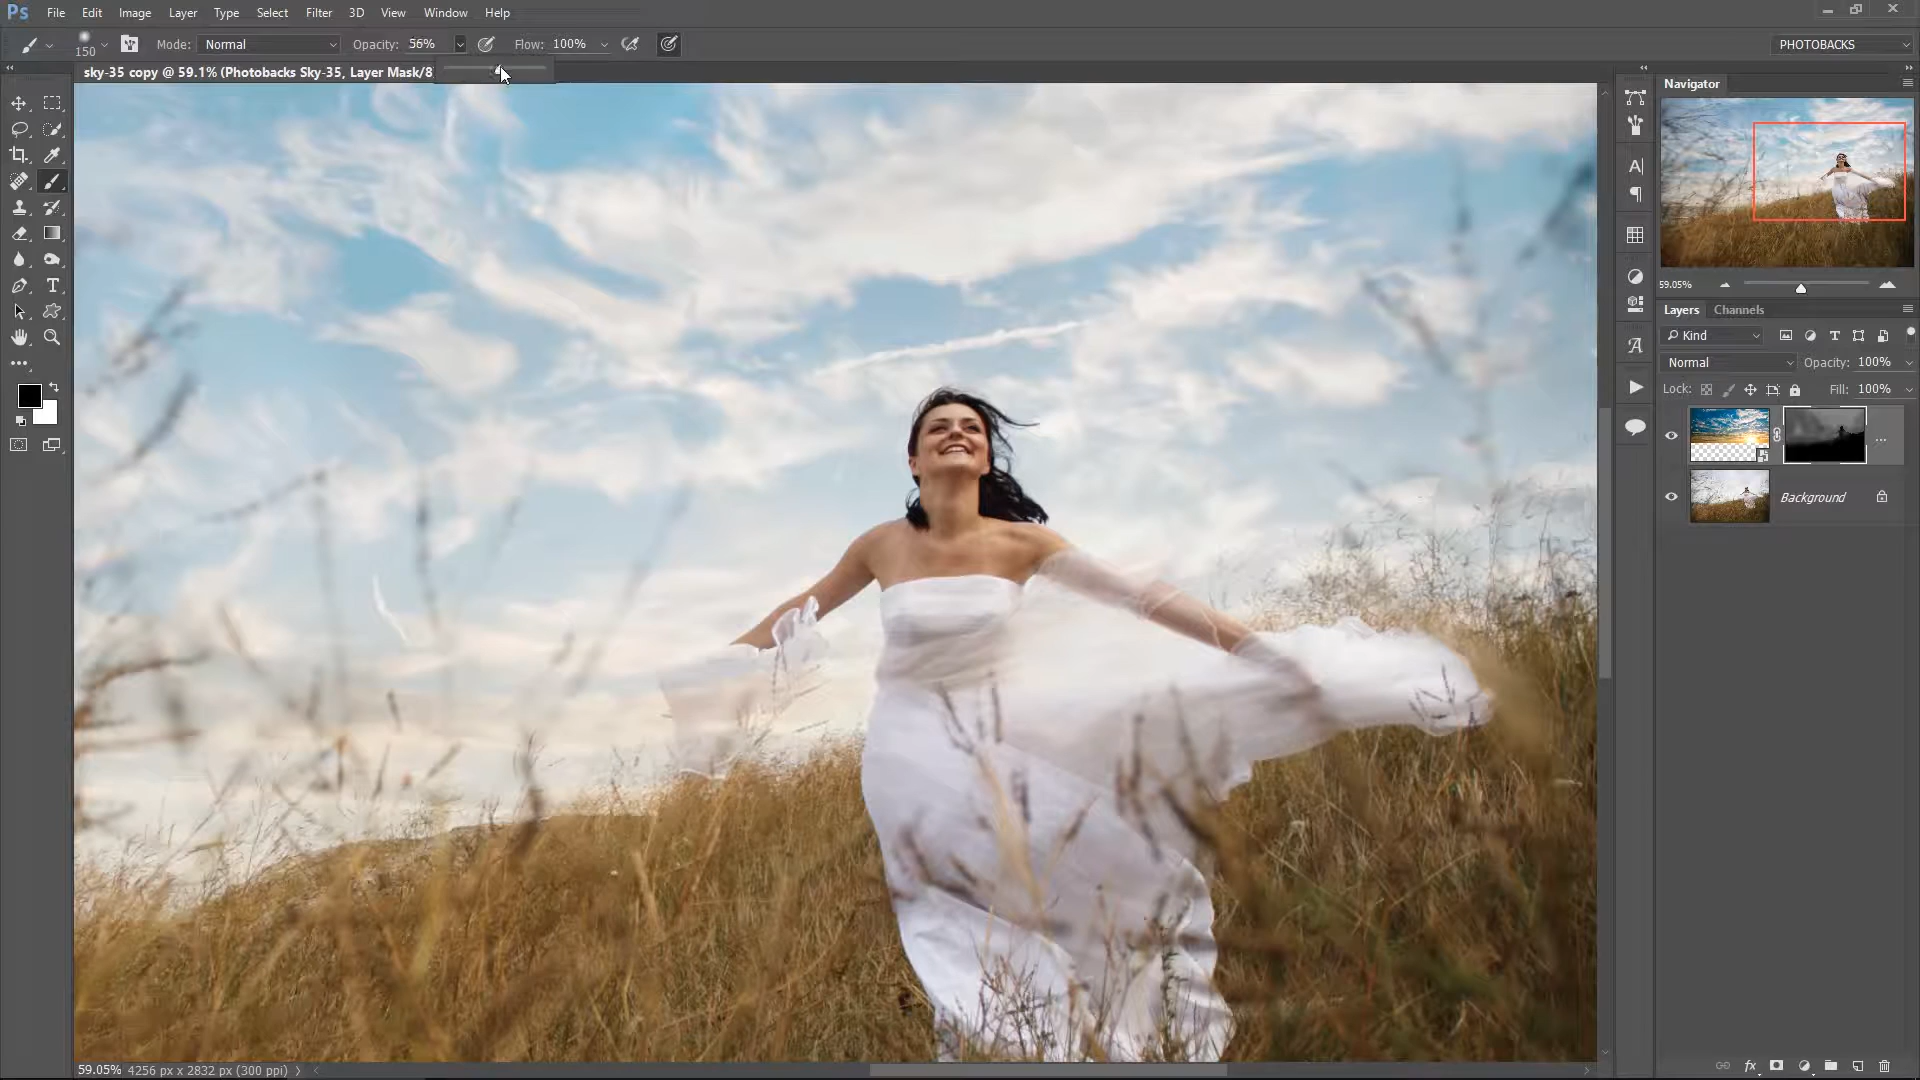 Ps File Edit Image Layer Type Select Filter 3D View Window Help
150 Mode: Normal Opacity: 56% Flow: 100% PHOTOBACKS
sky-35 copy @ 59.1% (Photobacks Sky-35, Layer Mask/8
Navigator
59.05%
Layers Channels
Kind
Normal Opacity: 100%
Lock: Fill: 100%
...
Background
59.05% 4256 px x 2832 px (300 ppi)